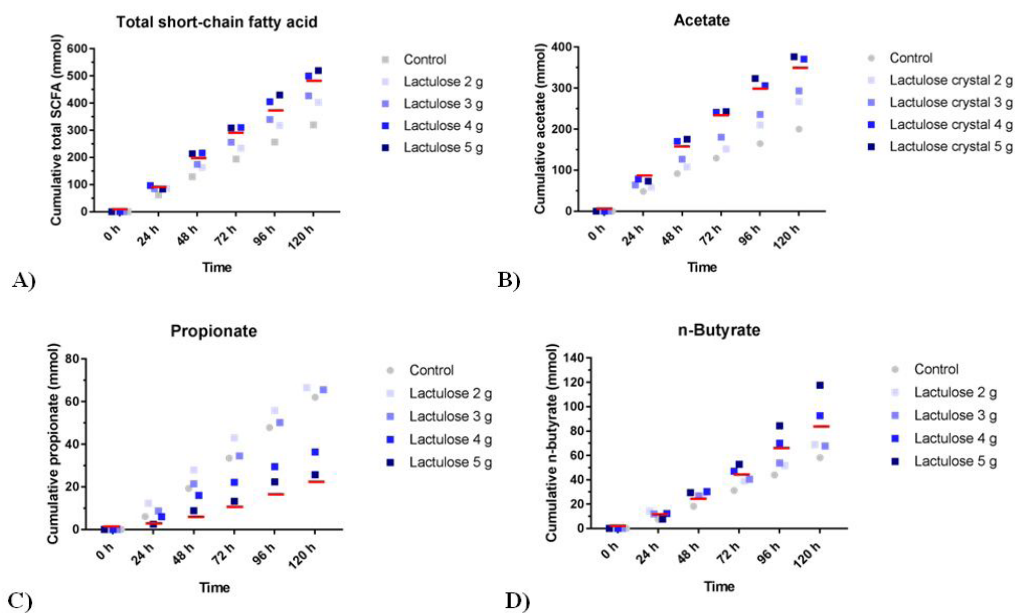 Total short-chain fatty acid
Cumulative total SCFA (mmol)
600
500
400
300
200
100
0
0 h
24 h
48 h
72 h
96 h
120 h
Time
Control
Lactulose 2 g
Lactulose 3 g
Lactulose 4 g
Lactulose 5 g
A)
Acetate
Cumulative acetate (mmol)
400
300
200
100
0
0 h
24 h
48 h
72 h
96 h
120 h
Time
Control
Lactulose crystal 2 g
Lactulose crystal 3 g
Lactulose crystal 4 g
Lactulose crystal 5 g
B)
Propionate
Cumulative propionate (mmol)
80
60
40
20
0
0 h
24 h
48 h
72 h
96 h
120 h
Time
Control
Lactulose 2 g
Lactulose 3 g
Lactulose 4 g
Lactulose 5 g
C)
n-Butyrate
Cumulative n-butyrate (mmol)
140
120
100
80
60
40
20
0
0 h
24 h
48 h
72 h
96 h
120 h
Time
Control
Lactulose 2 g
Lactulose 3 g
Lactulose 4 g
Lactulose 5 g
D)